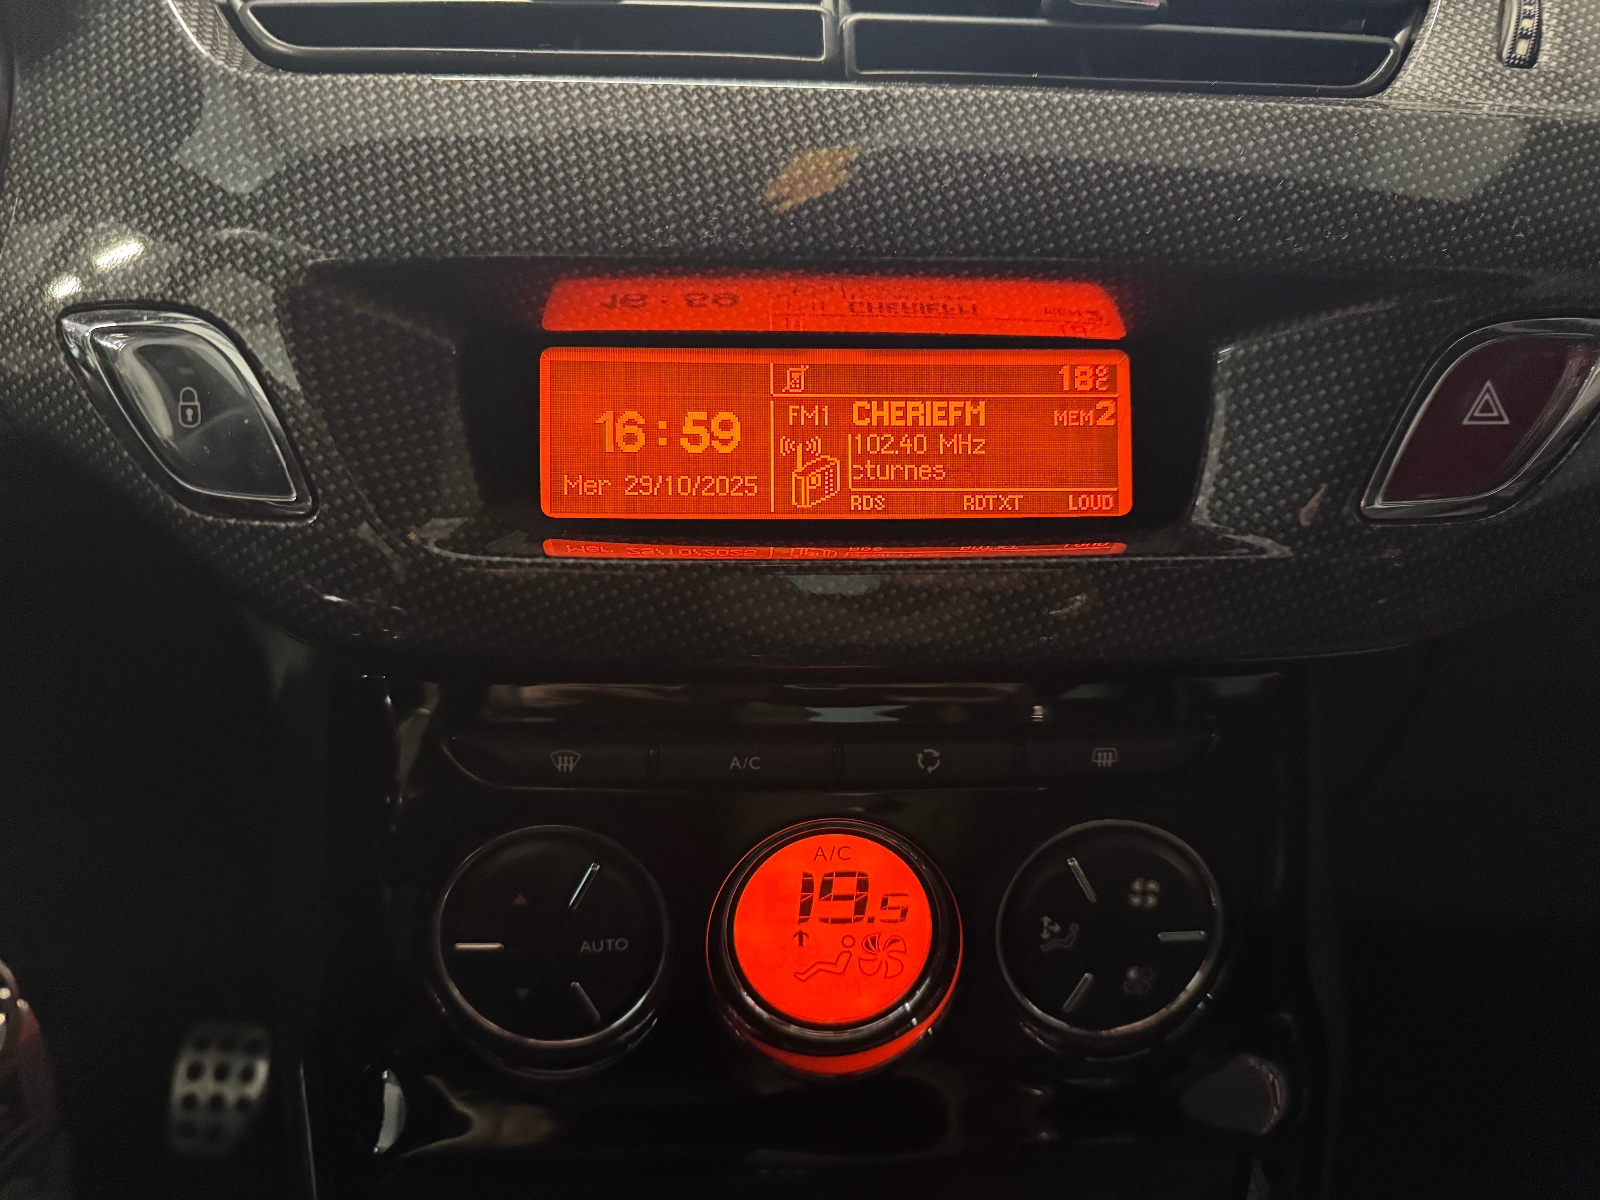 18°C
16:59
FM1 CHERIEFM MEM2
102.40 MHz
cturnes
Mer 29/10/2025
RDS RDTXT LOUD
A/C
A/C
19.5
AUTO